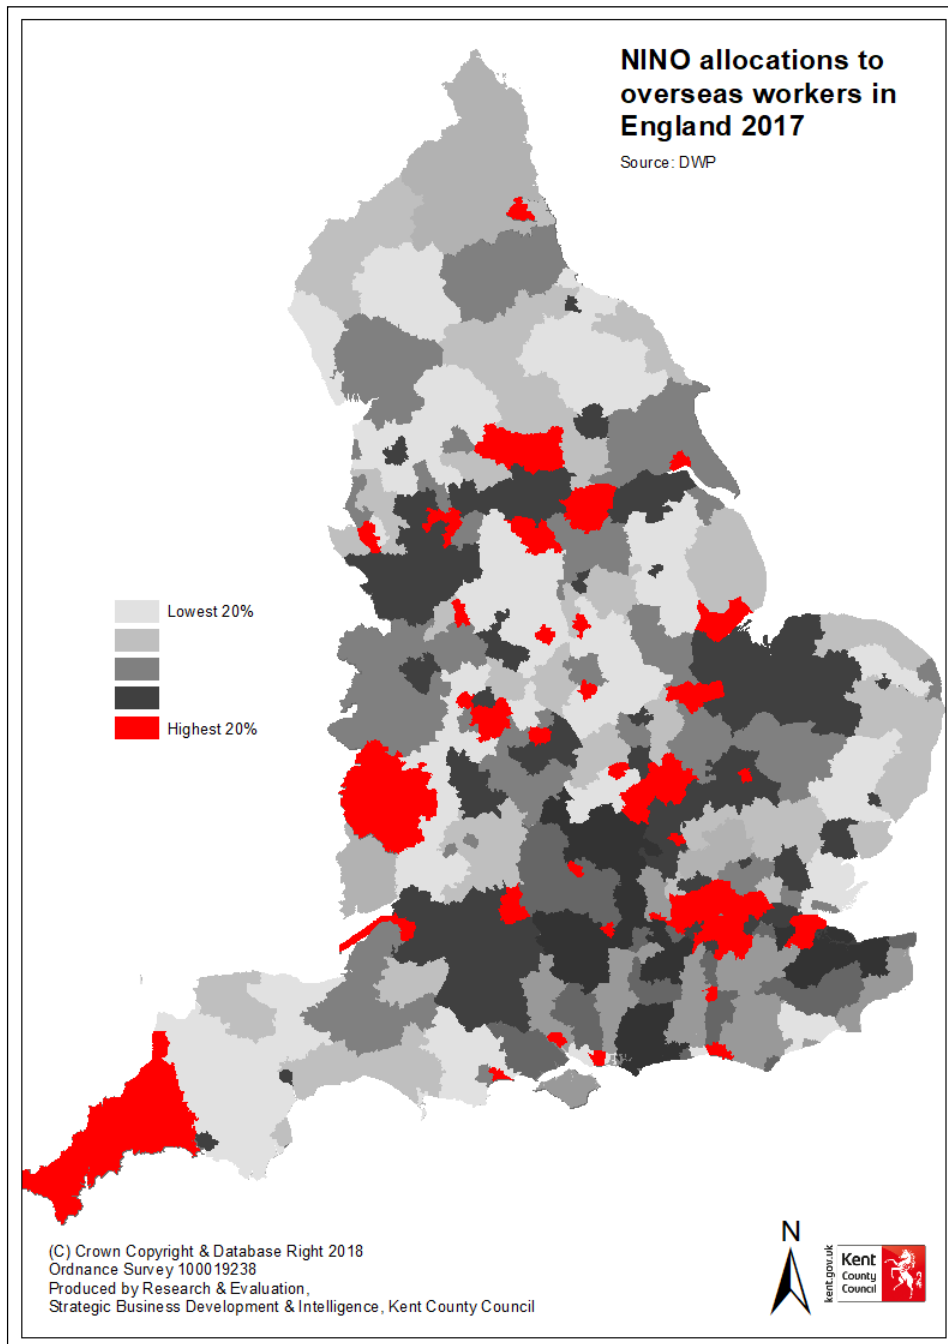 NINO allocations to
overseas workers in
England 2017
Source: DWP
Lowest 20%
Highest 20%
(C) Crown Copyright & Database Right 2018
Ordnance Survey 100019238
Produced by Research & Evaluation,
Strategic Business Development & Intelligence, Kent County Council
N
kent.gov.uk
Kent
County
Council